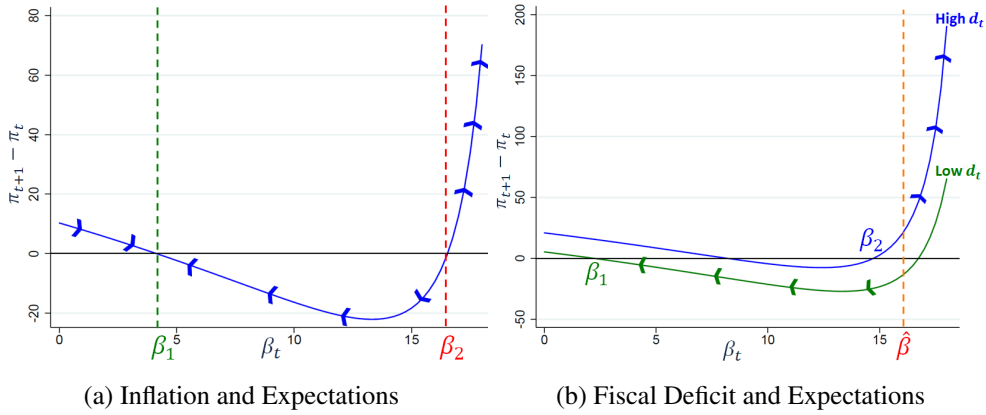 80
60
40
20
0
-20
π_{t+1} − π_t
0
5
10
15
β_1
β_t
β_2
(a) Inflation and Expectations
200
150
100
50
0
-50
π_{t+1} − π_t
High d_t
Low d_t
β_2
β_1
0
5
10
15
β_t
β̂
(b) Fiscal Deficit and Expectations